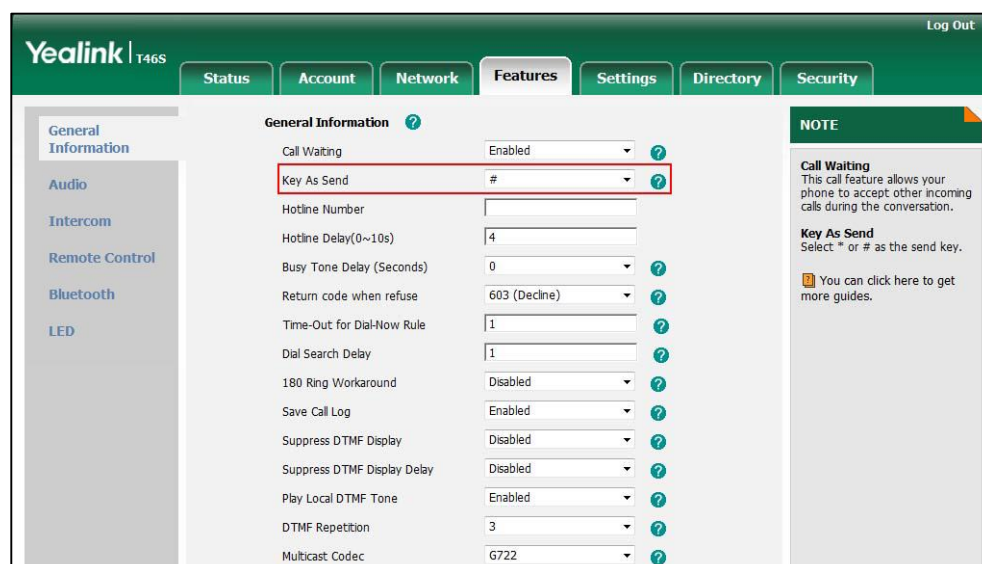 Log Out
Yealink | T46S
Status Account Network Features Settings Directory Security
General
Information
Audio
Intercom
Remote Control
Bluetooth
LED
General Information ?
Call Waiting Enabled ?
Key As Send # ?
Hotline Number
Hotline Delay(0~10s) 4
Busy Tone Delay (Seconds) 0 ?
Return code when refuse 603 (Decline) ?
Time-Out for Dial-Now Rule 1 ?
Dial Search Delay 1 ?
180 Ring Workaround Disabled ?
Save Call Log Enabled ?
Suppress DTMF Display Disabled ?
Suppress DTMF Display Delay Disabled ?
Play Local DTMF Tone Enabled ?
DTMF Repetition 3 ?
Multicast Codec G722 ?
NOTE
Call Waiting
This call feature allows your
phone to accept other incoming
calls during the conversation.
Key As Send
Select * or # as the send key.
? You can click here to get
more guides.